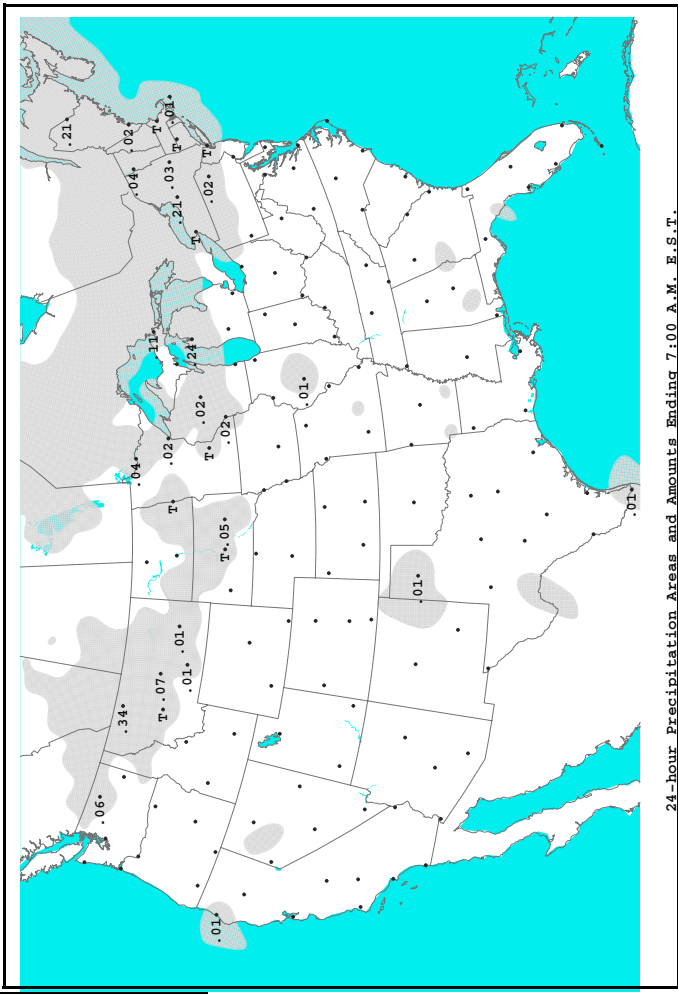 .21
.06
.34
.02
.04
.04
.11
T
T .07
.02
.03
.01
T
.21
T
.01
.01
.24
T
.02
T
.02
T
.01
T .05
.02
.01
.01
.01
24-hour Precipitation Areas and Amounts Ending 7:00 A.M. E.S.T.